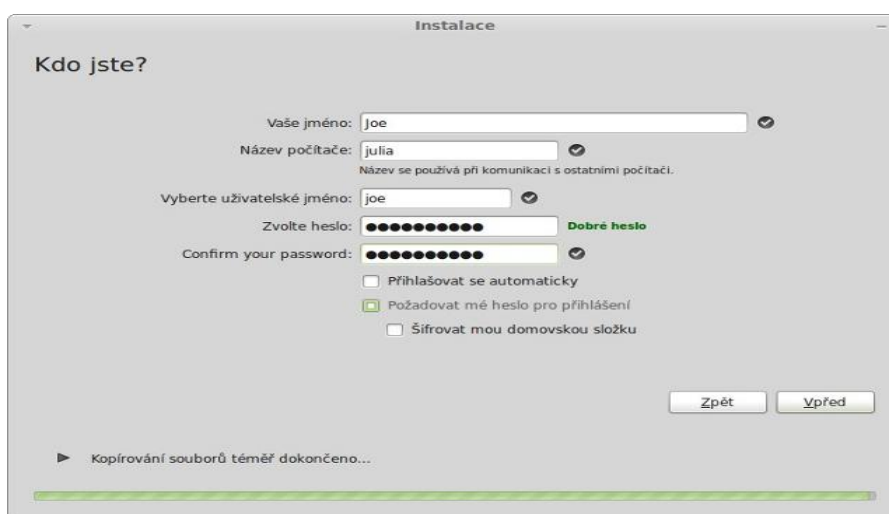 Instalace
Kdo jste?
Vaše jméno: Joe
Název počítače: julia
Název se používá při komunikaci s ostatními počítači.
Vyberte uživatelské jméno: joe
Zvolte heslo: ●●●●●●●●●● Dobré heslo
Confirm your password: ●●●●●●●●●●
Přihlašovat se automaticky
Požadovat mé heslo pro přihlášení
Šifrovat mou domovskou složku
Zpět Vpřed
Kopírování souborů téměř dokončeno...